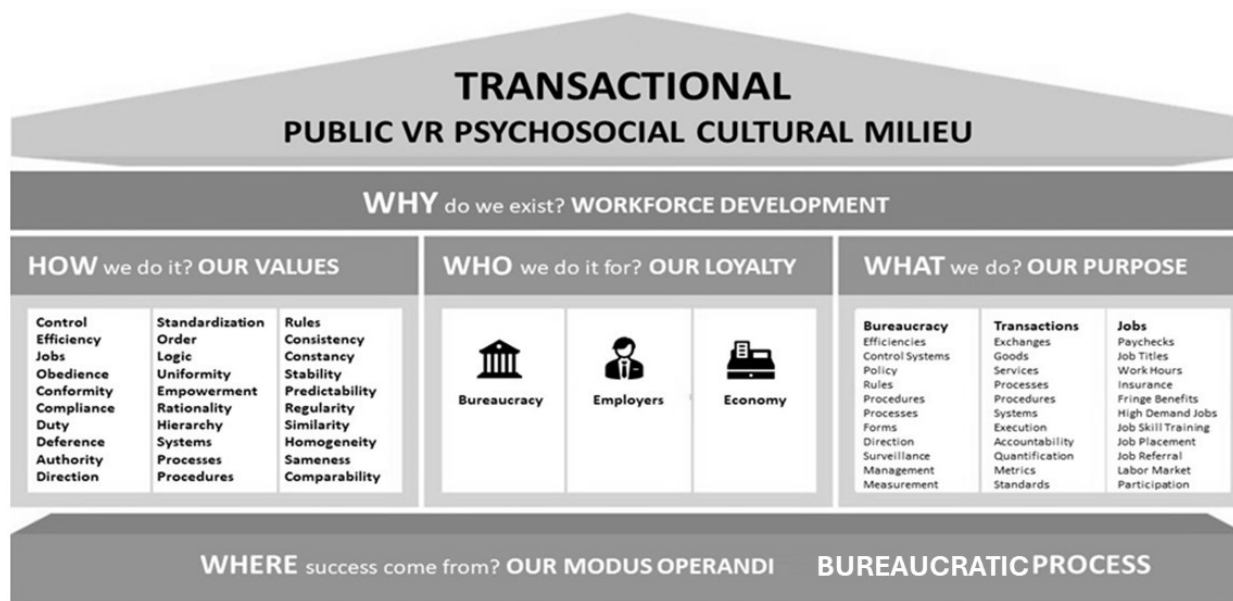 TRANSACTIONAL
PUBLIC VR PSYCHOSOCIAL CULTURAL MILIEU
WHY do we exist? WORKFORCE DEVELOPMENT
HOW we do it? OUR VALUES
Control
Efficiency
Jobs
Obedience
Conformity
Compliance
Duty
Deference
Authority
Direction
Standardization
Order
Logic
Uniformity
Empowerment
Rationality
Hierarchy
Systems
Processes
Procedures
Rules
Consistency
Constancy
Stability
Predictability
Regularity
Similarity
Homogeneity
Sameness
Comparability
WHO we do it for? OUR LOYALTY
Bureaucracy
Employers
Economy
WHAT we do? OUR PURPOSE
Bureaucracy
Efficiencies
Control Systems
Policy
Rules
Procedures
Processes
Forms
Direction
Surveillance
Management
Measurement
Transactions
Exchanges
Goods
Services
Processes
Procedures
Systems
Execution
Accountability
Quantification
Metrics
Standards
Jobs
Paychecks
Job Titles
Work Hours
Insurance
Fringe Benefits
High Demand Jobs
Job Skill Training
Job Placement
Job Referral
Labor Market
Participation
WHERE success come from? OUR MODUS OPERANDI BUREAUCRATIC PROCESS